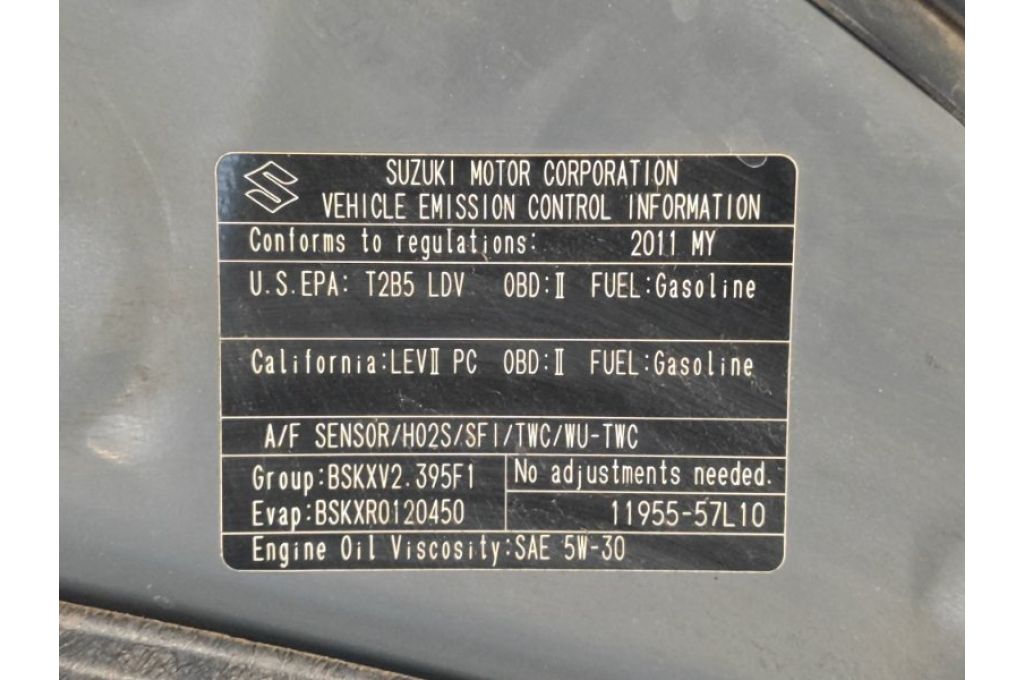 SUZUKI MOTOR CORPORATION
VEHICLE EMISSION CONTROL INFORMATION
Conforms to regulations: 2011 MY
U.S.EPA: T2B5 LDV OBD:Ⅱ FUEL:Gasoline
California:LEVⅡ PC OBD:Ⅱ FUEL:Gasoline
A/F SENSOR/HO2S/SFI/TWC/WU-TWC
Group:BSKXV2.395F1 No adjustments needed.
Evap:BSKXR0120450 11955-57L10
Engine Oil Viscosity:SAE 5W-30